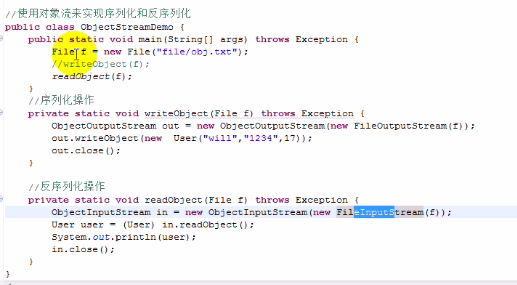 //使用对象流来实现序列化和反序列化
public class ObjectStreamDemo {
public static void main(String[] args) throws Exception {
File f = new File("file/obj.txt");
//writeObject(f);
readObject(f);
}
//序列化操作
private static void writeObject(File f) throws Exception {
ObjectOutputStream out = new ObjectOutputStream(new FileOutputStream(f));
out.writeObject(new User("will","1234",17));
out.close();
}
//反序列化操作
private static void readObject(File f) throws Exception {
ObjectInputStream in = new ObjectInputStream(new FileInputStream(f));
User user = (User) in.readObject();
System.out.println(user);
in.close();
}
}